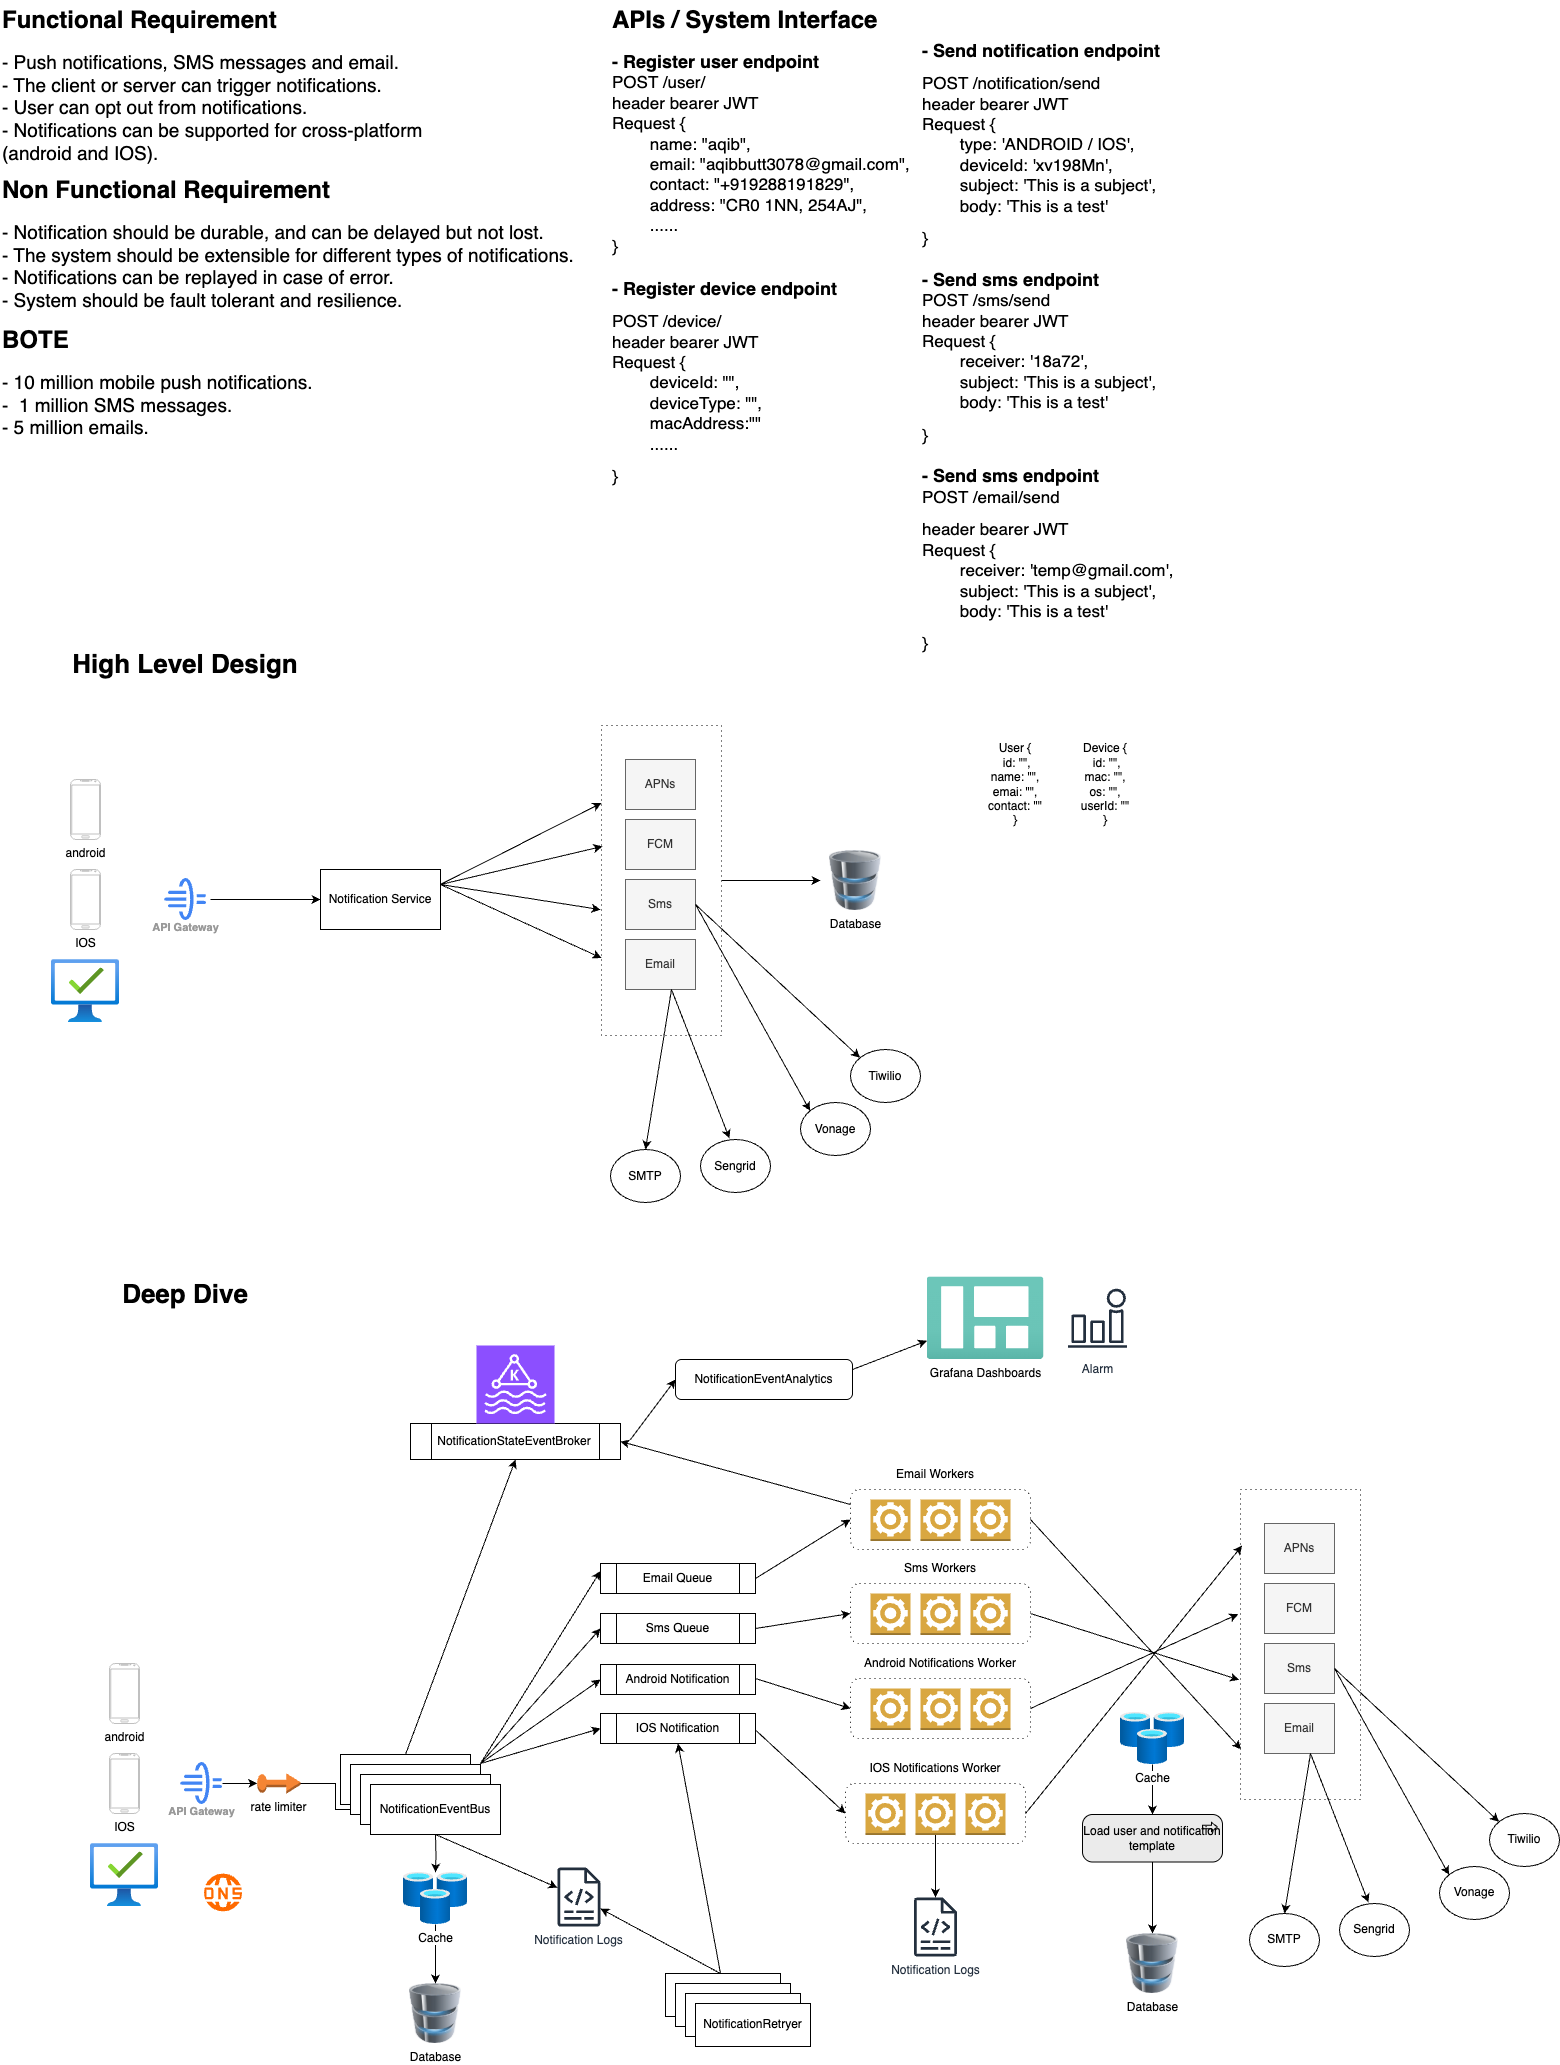 Functional Requirement
- Push notifications, SMS messages and email.
- The client or server can trigger notifications.
- User can opt out from notifications.
- Notifications can be supported for cross-platform
(android and IOS).
Non Functional Requirement
- Notification should be durable, and can be delayed but not lost.
- The system should be extensible for different types of notifications.
- Notifications can be replayed in case of error.
- System should be fault tolerant and resilience.
BOTE
- 10 million mobile push notifications.
- 1 million SMS messages.
- 5 million emails.
APIs / System Interface
- Register user endpoint
POST /user/
header bearer JWT
Request {
name: "aqib",
email: "aqibbutt3078@gmail.com",
contact: "+919288191829",
address: "CR0 1NN, 254AJ",
......
}
- Register device endpoint
POST /device/
header bearer JWT
Request {
deviceId: "",
deviceType: "",
macAddress:""
......
}
- Send notification endpoint
POST /notification/send
header bearer JWT
Request {
type: 'ANDROID / IOS',
deviceId: 'xv198Mn',
subject: 'This is a subject',
body: 'This is a test'
}
- Send sms endpoint
POST /sms/send
header bearer JWT
Request {
receiver: '18a72',
subject: 'This is a subject',
body: 'This is a test'
}
- Send sms endpoint
POST /email/send
header bearer JWT
Request {
receiver: 'temp@gmail.com',
subject: 'This is a subject',
body: 'This is a test'
}
High Level Design
android
IOS
API Gateway
Notification Service
APNs
FCM
Sms
Email
Database
User {
id: "",
name: "",
emai: "",
contact: ""
}
Device {
id: "",
mac: "",
os: "",
userId: ""
}
Tiwilio
Vonage
Sengrid
SMTP
Deep Dive
K
NotificationStateEventBroker
NotificationEventAnalytics
Grafana Dashboards
Alarm
Email Workers
Email Queue
Sms Workers
Sms Queue
Android Notifications Worker
Android Notification
IOS Notification
IOS Notifications Worker
APNs
FCM
Sms
Email
android
IOS
API Gateway
rate limiter
DNS
NotificationEventBus
Cache
Database
Notification Logs
NotificationRetryer
Notification Logs
Cache
Load user and notification
template
Database
Tiwilio
Vonage
Sengrid
SMTP